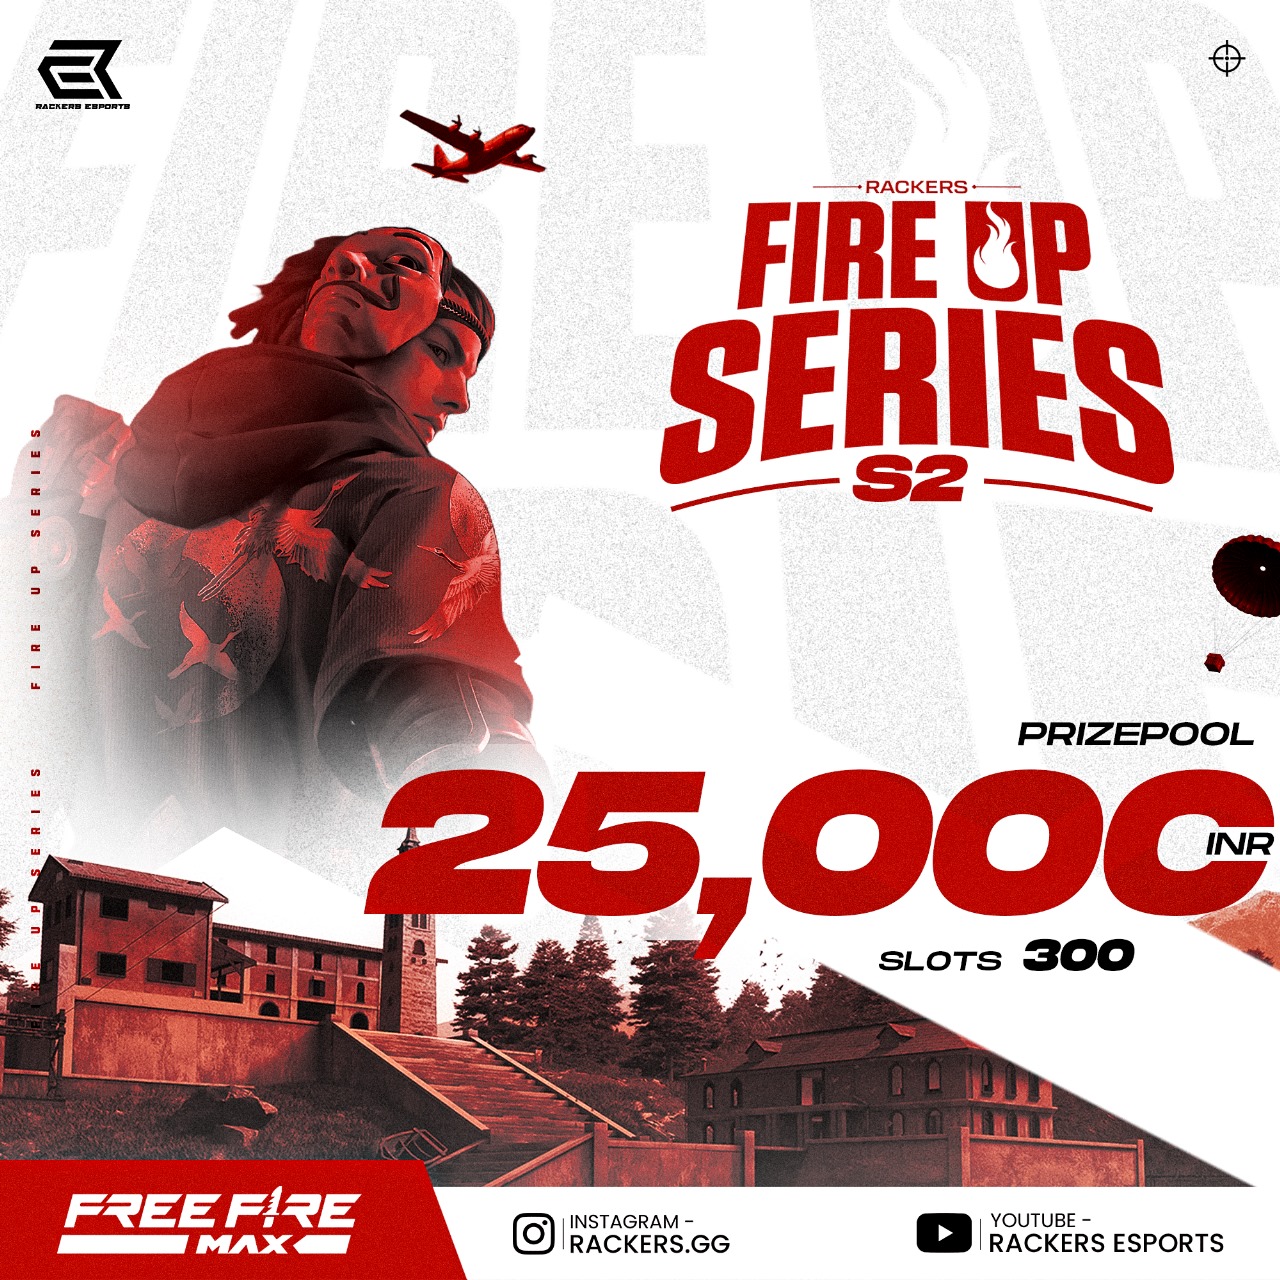 RACKERS ESPORTS
RACKERS
FIRE UP
SERIES
S2
FIRE UP SERIES
UP SERIES
PRIZEPOOL
25,000
INR
SLOTS 300
FREE FIRE
MAX
INSTAGRAM -
RACKERS.GG
YOUTUBE -
RACKERS ESPORTS